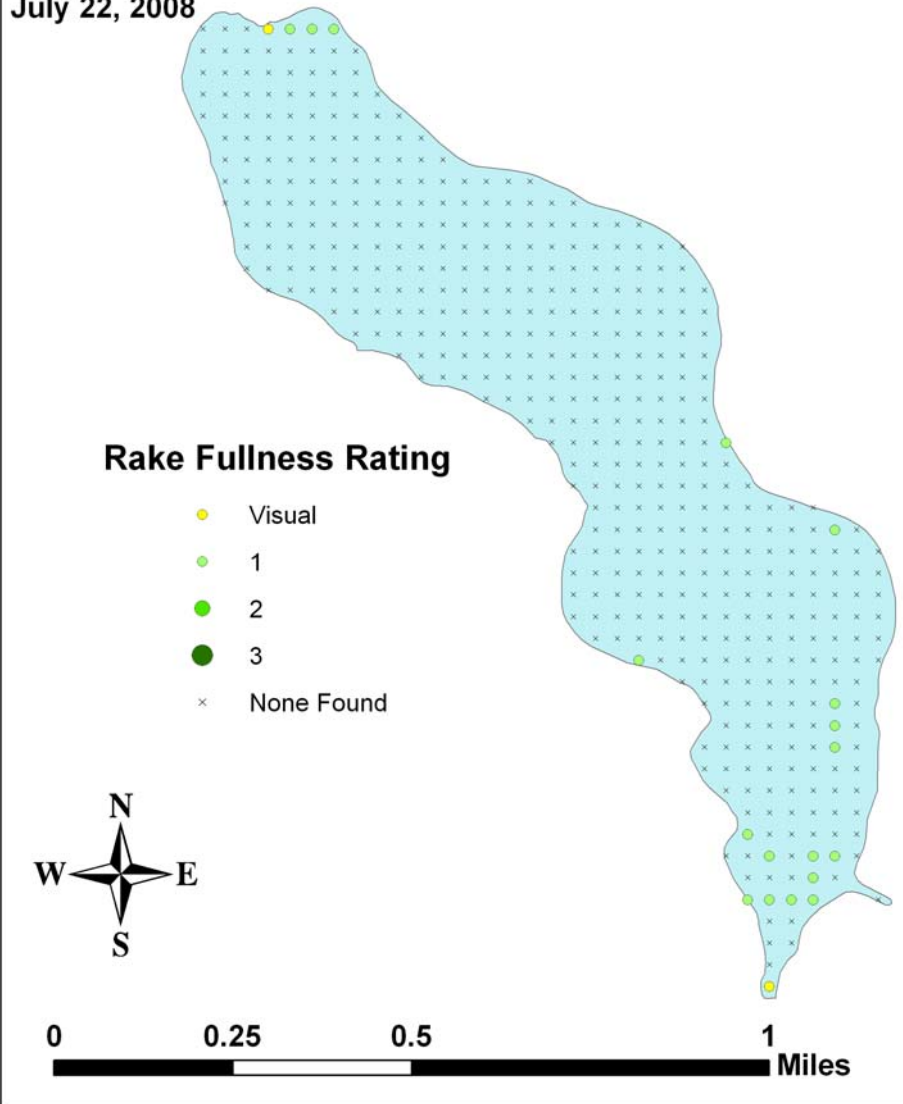 July 22, 2008
Rake Fullness Rating
Visual
1
2
3
None Found
N
W E
S
0 0.25 0.5 1
Miles